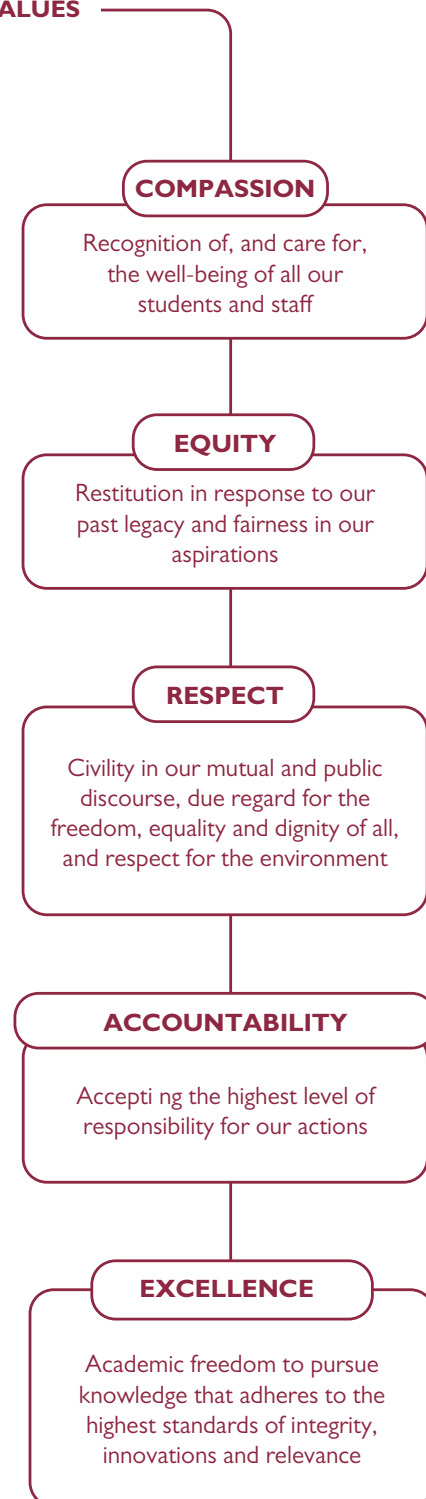 ALUES
COMPASSION
Recognition of, and care for,
the well-being of all our
students and staff
EQUITY
Restitution in response to our
past legacy and fairness in our
aspirations
RESPECT
Civility in our mutual and public
discourse, due regard for the
freedom, equality and dignity of all,
and respect for the environment
ACCOUNTABILITY
Accepti ng the highest level of
responsibility for our actions
EXCELLENCE
Academic freedom to pursue
knowledge that adheres to the
highest standards of integrity,
innovations and relevance